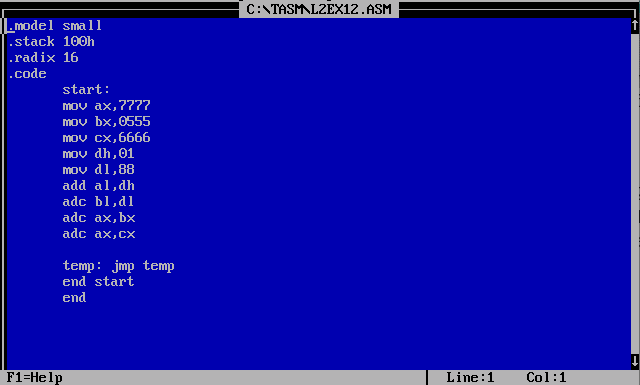 C:\TASM\L2EX12.ASM
.model small
.stack 100h
.radix 16
.code
start:
mov ax,7777
mov bx,0555
mov cx,6666
mov dh,01
mov dl,88
add al,dh
adc bl,dl
adc ax,bx
adc ax,cx
temp: jmp temp
end start
end
F1=Help Line:1 Col:1